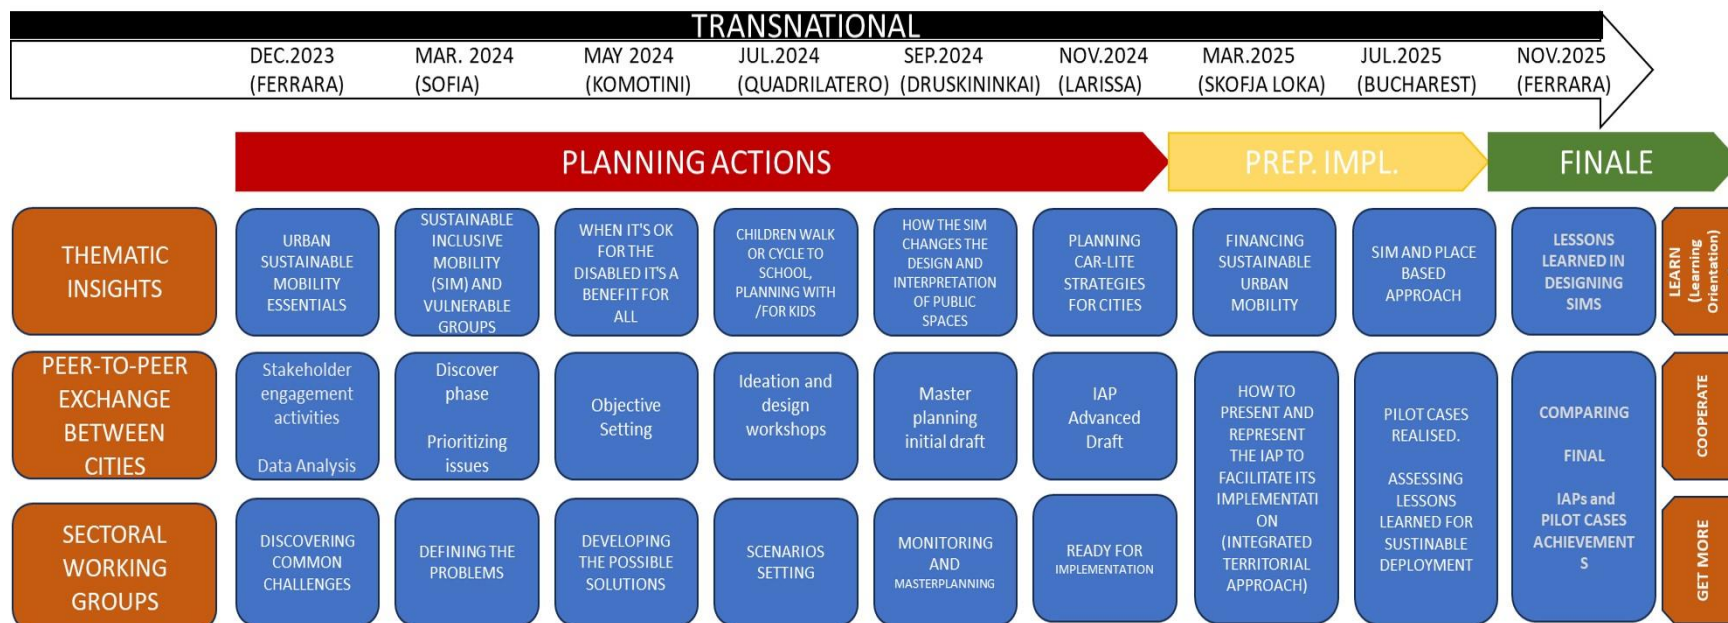 TRANSNATIONAL
DEC.2023
(FERRARA)
MAR. 2024
(SOFIA)
MAY 2024
(KOMOTINI)
JUL.2024
(QUADRILATERO)
SEP.2024
(DRUSKININKAI)
NOV.2024
(LARISSA)
MAR.2025
(SKOFJA LOKA)
JUL.2025
(BUCHAREST)
NOV.2025
(FERRARA)
PLANNING ACTIONS
PREP. IMPL.
FINALE
THEMATIC
INSIGHTS
URBAN
SUSTAINABLE
MOBILITY
ESSENTIALS
SUSTAINABLE
INCLUSIVE
MOBILITY
(SIM) AND
VULNERABLE
GROUPS
WHEN IT'S OK
FOR THE
DISABLED IT'S A
BENEFIT FOR
ALL
CHILDREN WALK
OR CYCLE TO
SCHOOL,
PLANNING WITH
/FOR KIDS
HOW THE SIM
CHANGES THE
DESIGN AND
INTERPRETATION
OF PUBLIC
SPACES
PLANNING
CAR-LITE
STRATEGIES
FOR CITIES
FINANCING
SUSTAINABLE
URBAN
MOBILITY
SIM AND PLACE
BASED
APPROACH
LESSONS
LEARNED IN
DESIGNING
SIMS
LEARN
(Learning
Orientation)
PEER-TO-PEER
EXCHANGE
BETWEEN
CITIES
Stakeholder
engagement
activities
Data Analysis
Discover
phase
Prioritizing
issues
Objective
Setting
Ideation and
design
workshops
Master
planning
initial draft
IAP
Advanced
Draft
HOW TO
PRESENT AND
REPRESENT
THE IAP TO
FACILITATE ITS
IMPLEMENTATI
ON
(INTEGRATED
TERRITORIAL
APPROACH)
PILOT CASES
REALISED.
ASSESSING
LESSONS
LEARNED FOR
SUSTINABLE
DEPLOYMENT
COMPARING
FINAL
IAPs and
PILOT CASES
ACHIEVEMENT
S
COOPERATE
SECTORAL
WORKING
GROUPS
DISCOVERING
COMMON
CHALLENGES
DEFINING THE
PROBLEMS
DEVELOPING
THE POSSIBLE
SOLUTIONS
SCENARIOS
SETTING
MONITORING
AND
MASTERPLANNING
READY FOR
IMPLEMENTATION
GET MORE